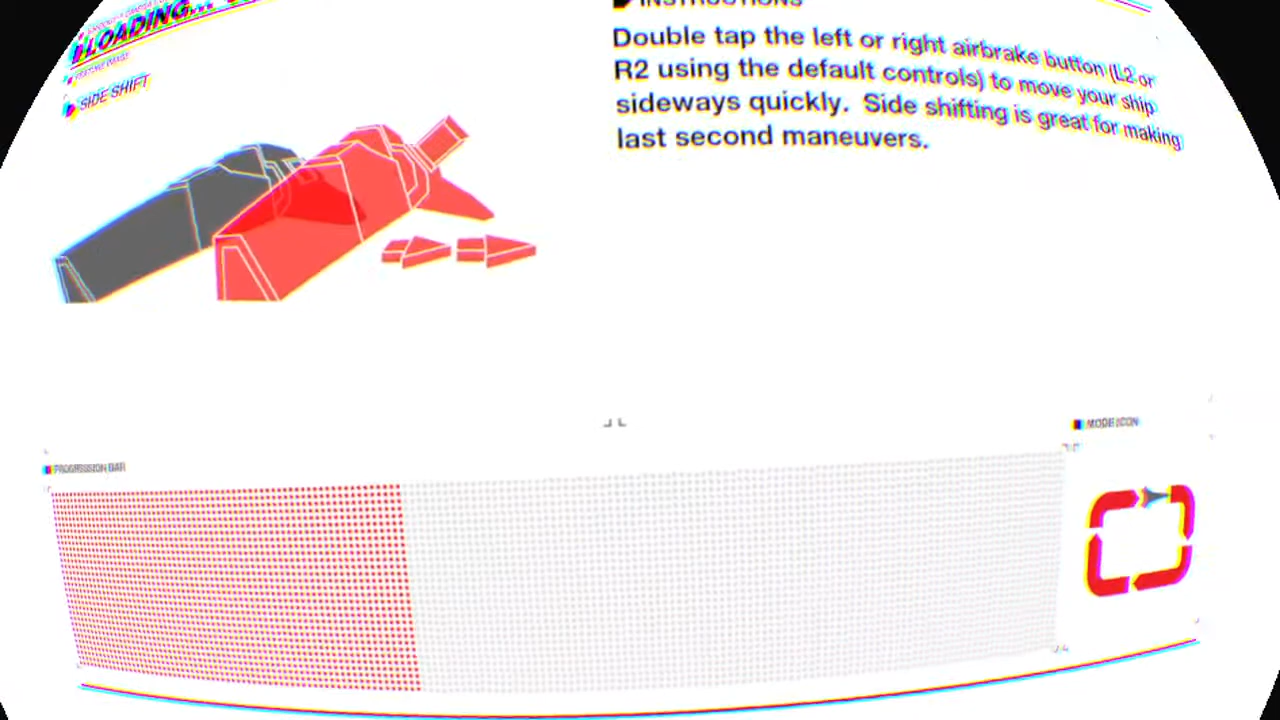 LOADING...
SIDE SHIFT
INSTRUCTIONS
Double tap the left or right airbrake button (L2 or
R2 using the default controls) to move your ship
sideways quickly. Side shifting is great for making
last second maneuvers.
MODE ICON
PROGRESSION BAR